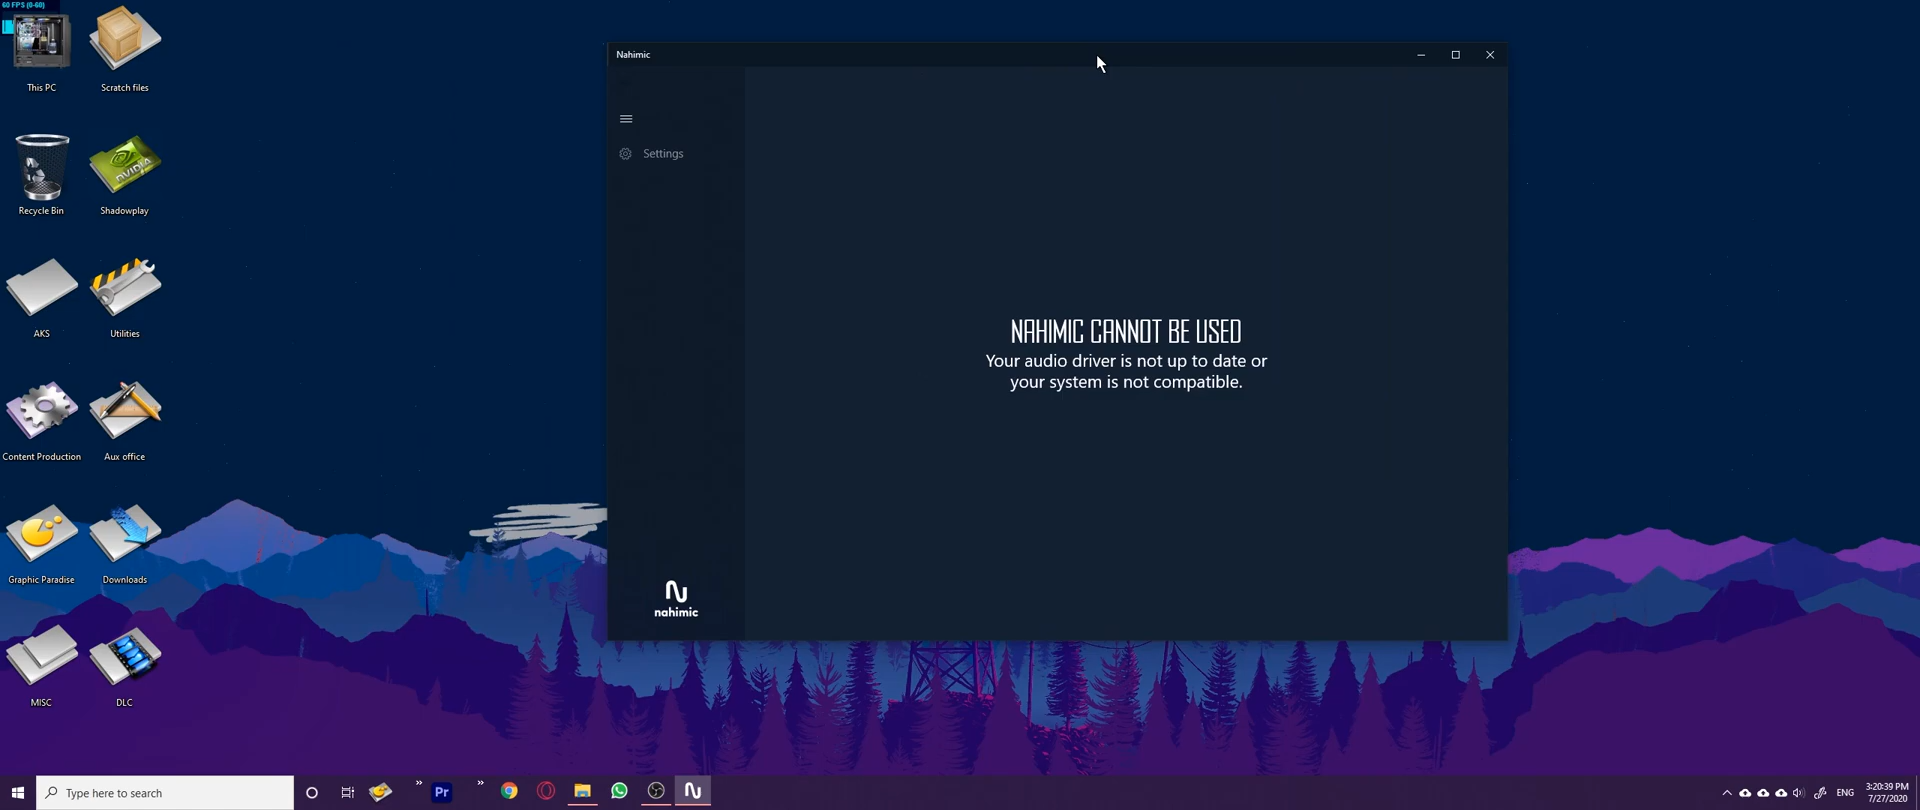 60 FPS (0-60)
This PC
Scratch files
Recycle Bin
NVIDIA
Shadowplay
AKS
Utilities
Content Production
Aux office
Graphic Paradise
Downloads
MISC
DLC
Nahimic
Settings
NAHIMIC CANNOT BE USED
Your audio driver is not up to date or
your system is not compatible.
nahimic
Type here to search
Pr
ENG
3:20:39 PM
7/27/2020